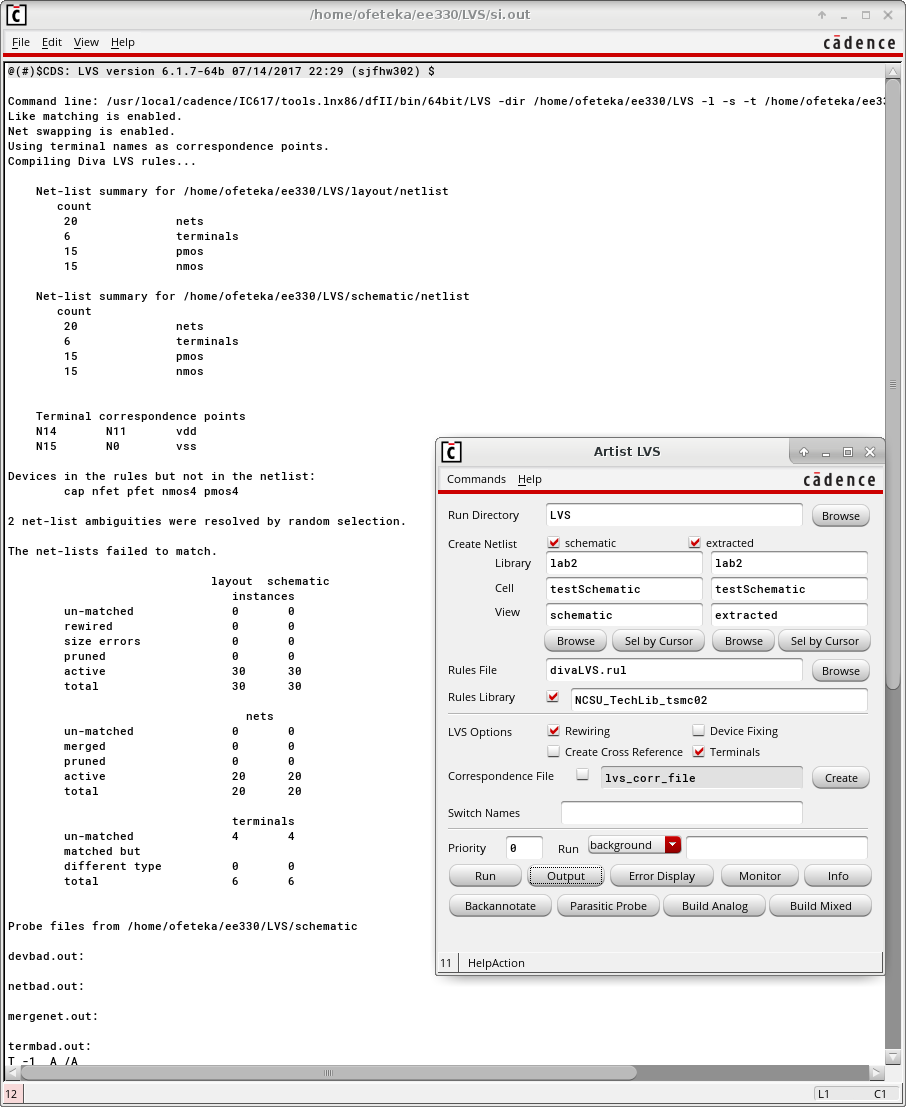 /home/ofeteka/ee330/LVS/si.out
File Edit View Help cādence
@(#)$CDS: LVS version 6.1.7-64b 07/14/2017 22:29 (sjfhw302) $
Command line: /usr/local/cadence/IC617/tools.lnx86/dfII/bin/64bit/LVS -dir /home/ofeteka/ee330/LVS -l -s -t /home/ofeteka/ee33
Like matching is enabled.
Net swapping is enabled.
Using terminal names as correspondence points.
Compiling Diva LVS rules...
Net-list summary for /home/ofeteka/ee330/LVS/layout/netlist
count
20 nets
6 terminals
15 pmos
15 nmos
Net-list summary for /home/ofeteka/ee330/LVS/schematic/netlist
count
20 nets
6 terminals
15 pmos
15 nmos
Terminal correspondence points
N14 N11 vdd
N15 N0 vss
Devices in the rules but not in the netlist:
cap nfet pfet nmos4 pmos4
2 net-list ambiguities were resolved by random selection.
The net-lists failed to match.
layout schematic
instances
un-matched 0 0
rewired 0 0
size errors 0 0
pruned 0 0
active 30 30
total 30 30
nets
un-matched 0 0
merged 0 0
pruned 0 0
active 20 20
total 20 20
terminals
un-matched 4 4
matched but
different type 0 0
total 6 6
Probe files from /home/ofeteka/ee330/LVS/schematic
devbad.out:
netbad.out:
mergenet.out:
termbad.out:
T -1 A /A
12 L1 C1
Artist LVS
Commands Help cādence
Run Directory LVS Browse
Create Netlist schematic extracted
Library lab2 lab2
Cell testSchematic testSchematic
View schematic extracted
Browse Sel by Cursor Browse Sel by Cursor
Rules File divaLVS.rul Browse
Rules Library NCSU_TechLib_tsmc02
LVS Options Rewiring Device Fixing
Create Cross Reference Terminals
Correspondence File lvs_corr_file Create
Switch Names
Priority 0 Run background
Run Output Error Display Monitor Info
Backannotate Parasitic Probe Build Analog Build Mixed
11 HelpAction